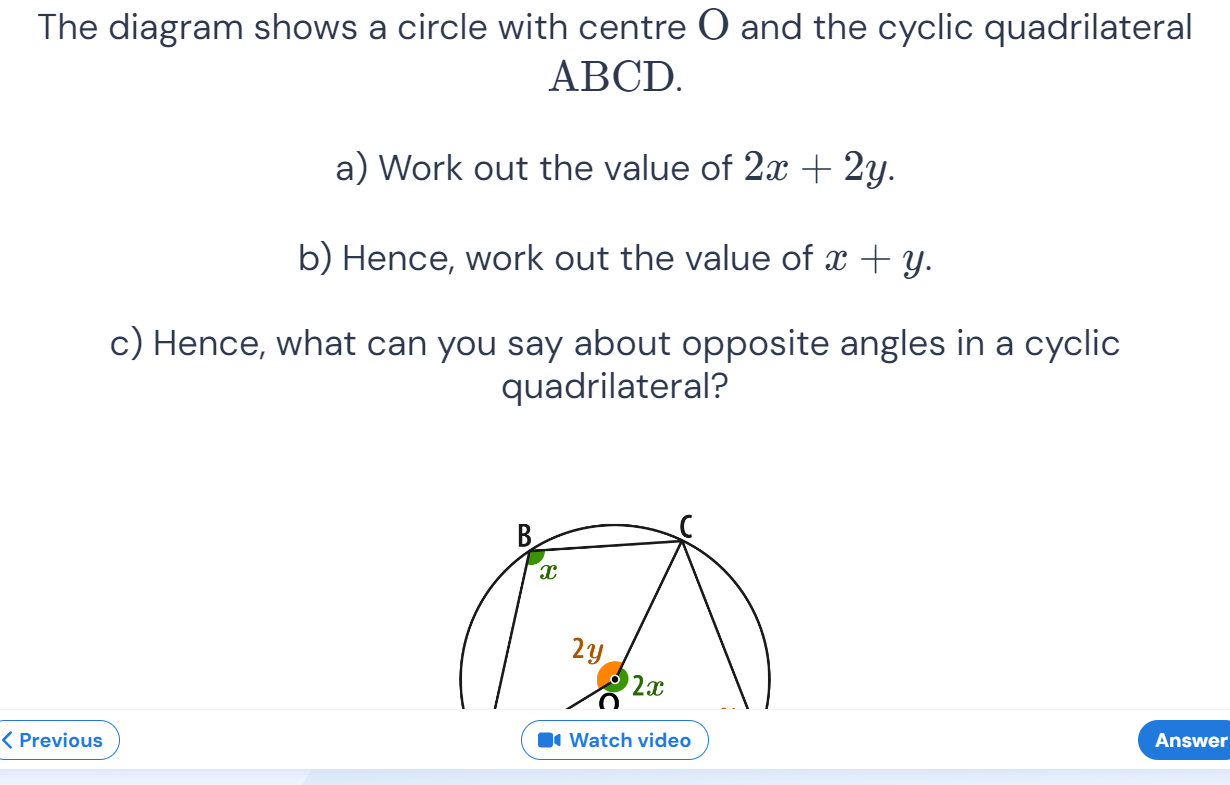 The diagram shows a circle with centre O and the cyclic quadrilateral
ABCD.
a) Work out the value of 2x + 2y.
b) Hence, work out the value of x + y.
c) Hence, what can you say about opposite angles in a cyclic
quadrilateral?
B
C
x
2y
2x
O
Previous
Watch video
Answer